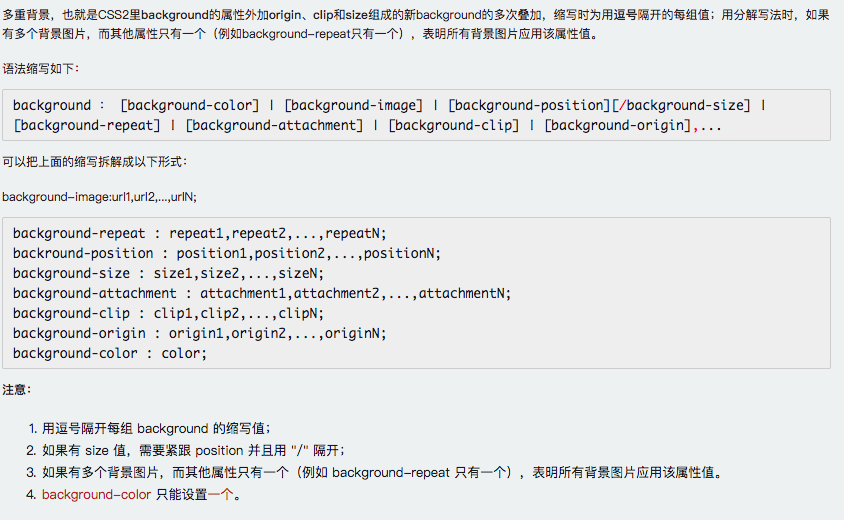 多重背景，也就是CSS2里background的属性外加origin、clip和size组成的新background的多次叠加，缩写时为用逗号隔开的每组值；用分解写法时，如果
有多个背景图片，而其他属性只有一个（例如background-repeat只有一个），表明所有背景图片应用该属性值。
语法缩写如下：
background ： [background-color] | [background-image] | [background-position][/background-size] |
[background-repeat] | [background-attachment] | [background-clip] | [background-origin],...
可以把上面的缩写拆解成以下形式：
background-image:url1,url2,...,urlN;
background-repeat : repeat1,repeat2,...,repeatN;
backround-position : position1,position2,...,positionN;
background-size : size1,size2,...,sizeN;
background-attachment : attachment1,attachment2,...,attachmentN;
background-clip : clip1,clip2,...,clipN;
background-origin : origin1,origin2,...,originN;
background-color : color;
注意：
1. 用逗号隔开每组 background 的缩写值；
2. 如果有 size 值，需要紧跟 position 并且用 "/" 隔开；
3. 如果有多个背景图片，而其他属性只有一个（例如 background-repeat 只有一个），表明所有背景图片应用该属性值。
4. background-color 只能设置一个。